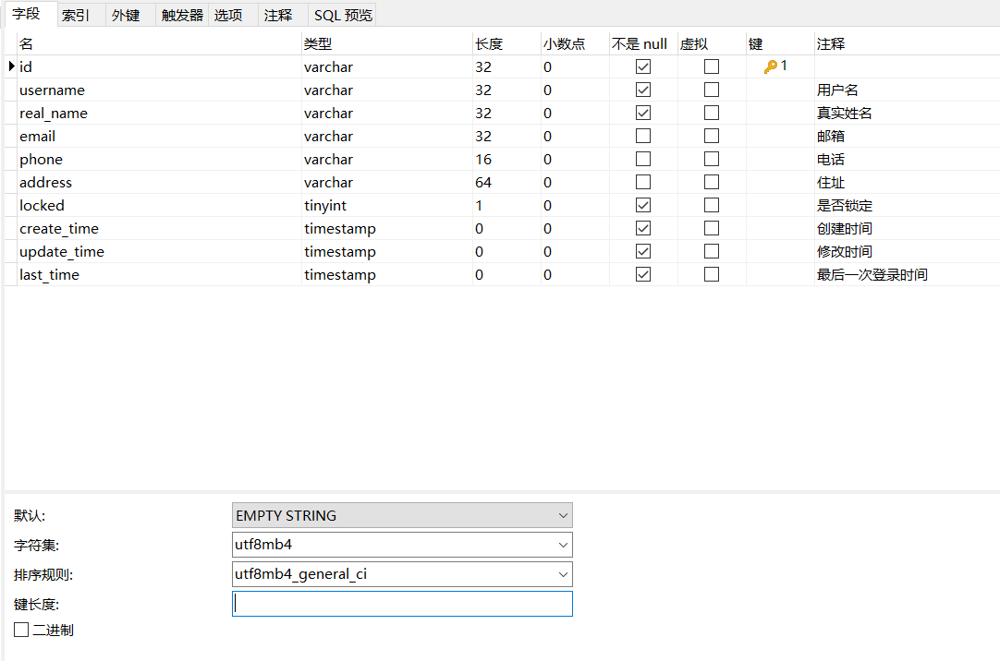 字段 索引 外键 触发器 选项 注释 SQL 预览
名 类型 长度 小数点 不是 null 虚拟 键 注释
id varchar 32 0 1
username varchar 32 0 用户名
real_name varchar 32 0 真实姓名
email varchar 32 0 邮箱
phone varchar 16 0 电话
address varchar 64 0 住址
locked tinyint 1 0 是否锁定
create_time timestamp 0 0 创建时间
update_time timestamp 0 0 修改时间
last_time timestamp 0 0 最后一次登录时间
默认: EMPTY STRING
字符集: utf8mb4
排序规则: utf8mb4_general_ci
键长度:
二进制